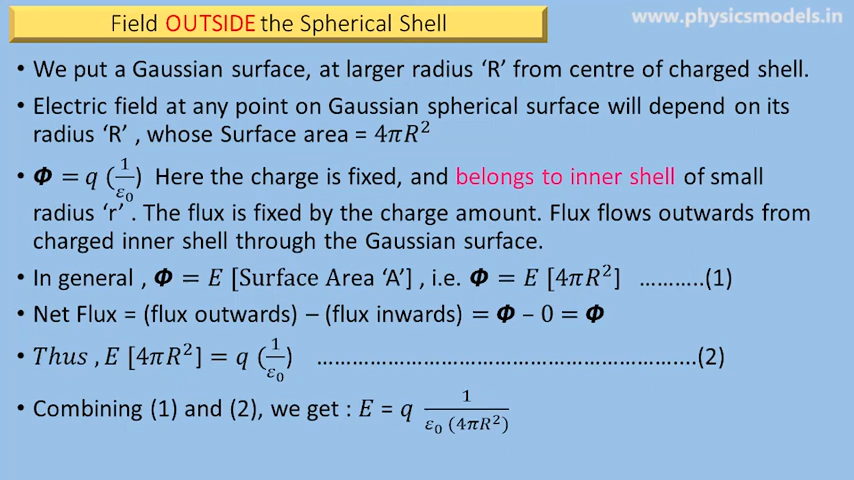 www.physicsmodels.in
Field OUTSIDE the Spherical Shell
• We put a Gaussian surface, at larger radius ‘R’ from centre of charged shell.
• Electric field at any point on Gaussian spherical surface will depend on its
radius ‘R’ , whose Surface area = 4πR²
• Φ = q (1/ε₀) Here the charge is fixed, and belongs to inner shell of small
radius ‘r’ . The flux is fixed by the charge amount. Flux flows outwards from
charged inner shell through the Gaussian surface.
• In general , Φ = E [Surface Area ‘A’] , i.e. Φ = E [4πR²] ………..(1)
• Net Flux = (flux outwards) – (flux inwards) = Φ – 0 = Φ
• Thus , E [4πR²] = q (1/ε₀) …………………………………………………….(2)
• Combining (1) and (2), we get : E = q 1/(ε₀ (4πR²))